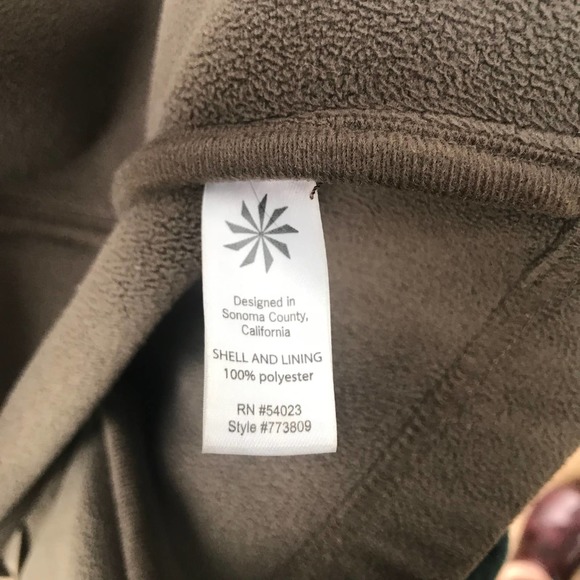 Designed in
Sonoma County,
California
SHELL AND LINING
100% polyester
RN #54023
Style #773809